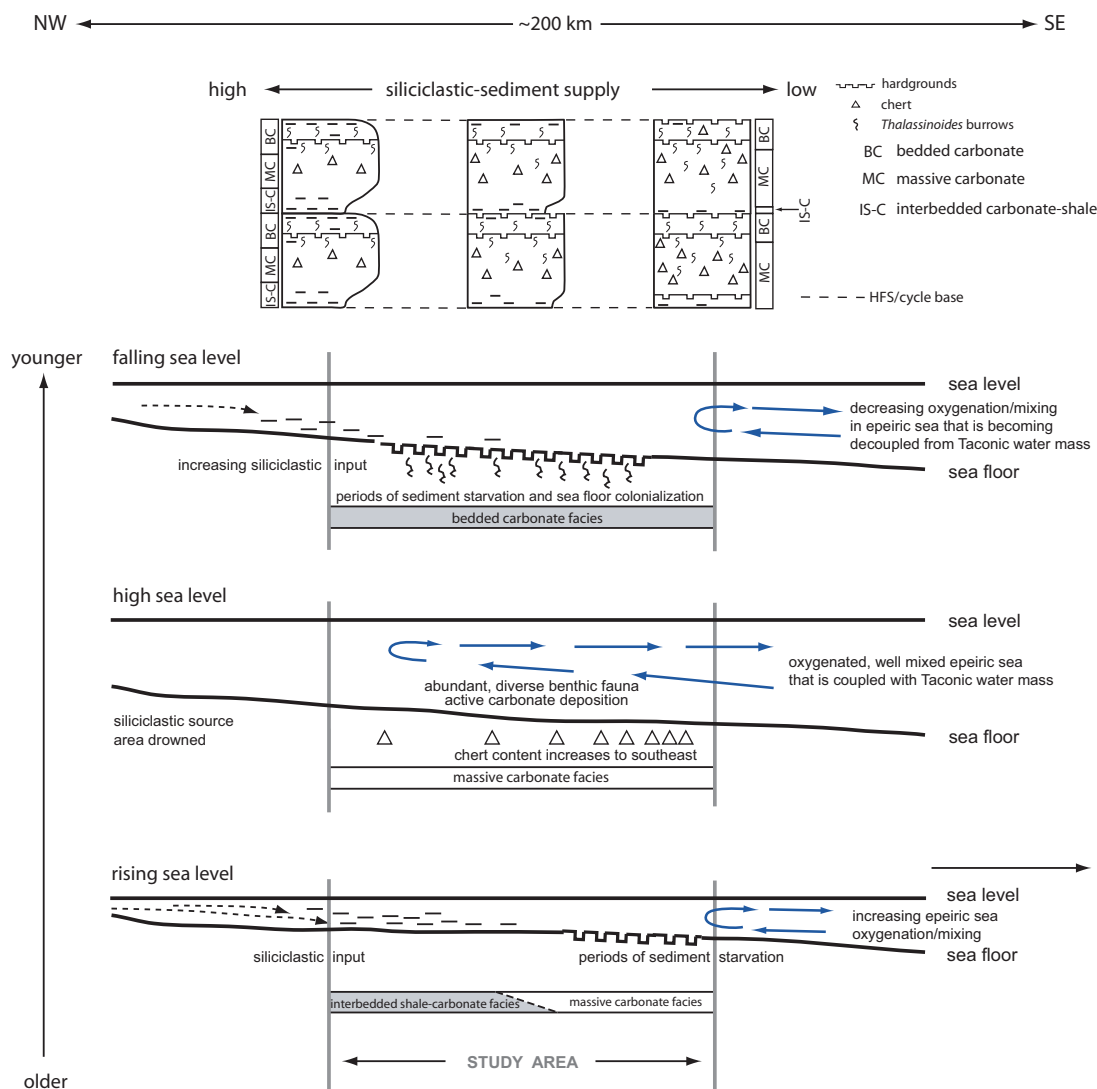 NW
~200 km
SE
high
siliciclastic-sediment supply
low
hardgrounds
chert
Thalassinoides burrows
BC bedded carbonate
MC massive carbonate
IS-C interbedded carbonate-shale
HFS/cycle base
BC
MC
IS-C
BC
MC
IS-C
BC
MC
IS-C
BC
MC
younger
falling sea level
sea level
decreasing oxygenation/mixing
in epeiric sea that is becoming
decoupled from Taconic water mass
increasing siliciclastic input
sea floor
periods of sediment starvation and sea floor colonialization
bedded carbonate facies
high sea level
sea level
oxygenated, well mixed epeiric sea
that is coupled with Taconic water mass
abundant, diverse benthic fauna
active carbonate deposition
siliciclastic source
area drowned
sea floor
chert content increases to southeast
massive carbonate facies
rising sea level
sea level
increasing epeiric sea
oxygenation/mixing
siliciclastic input
periods of sediment starvation
sea floor
interbedded shale-carbonate facies
massive carbonate facies
STUDY AREA
older